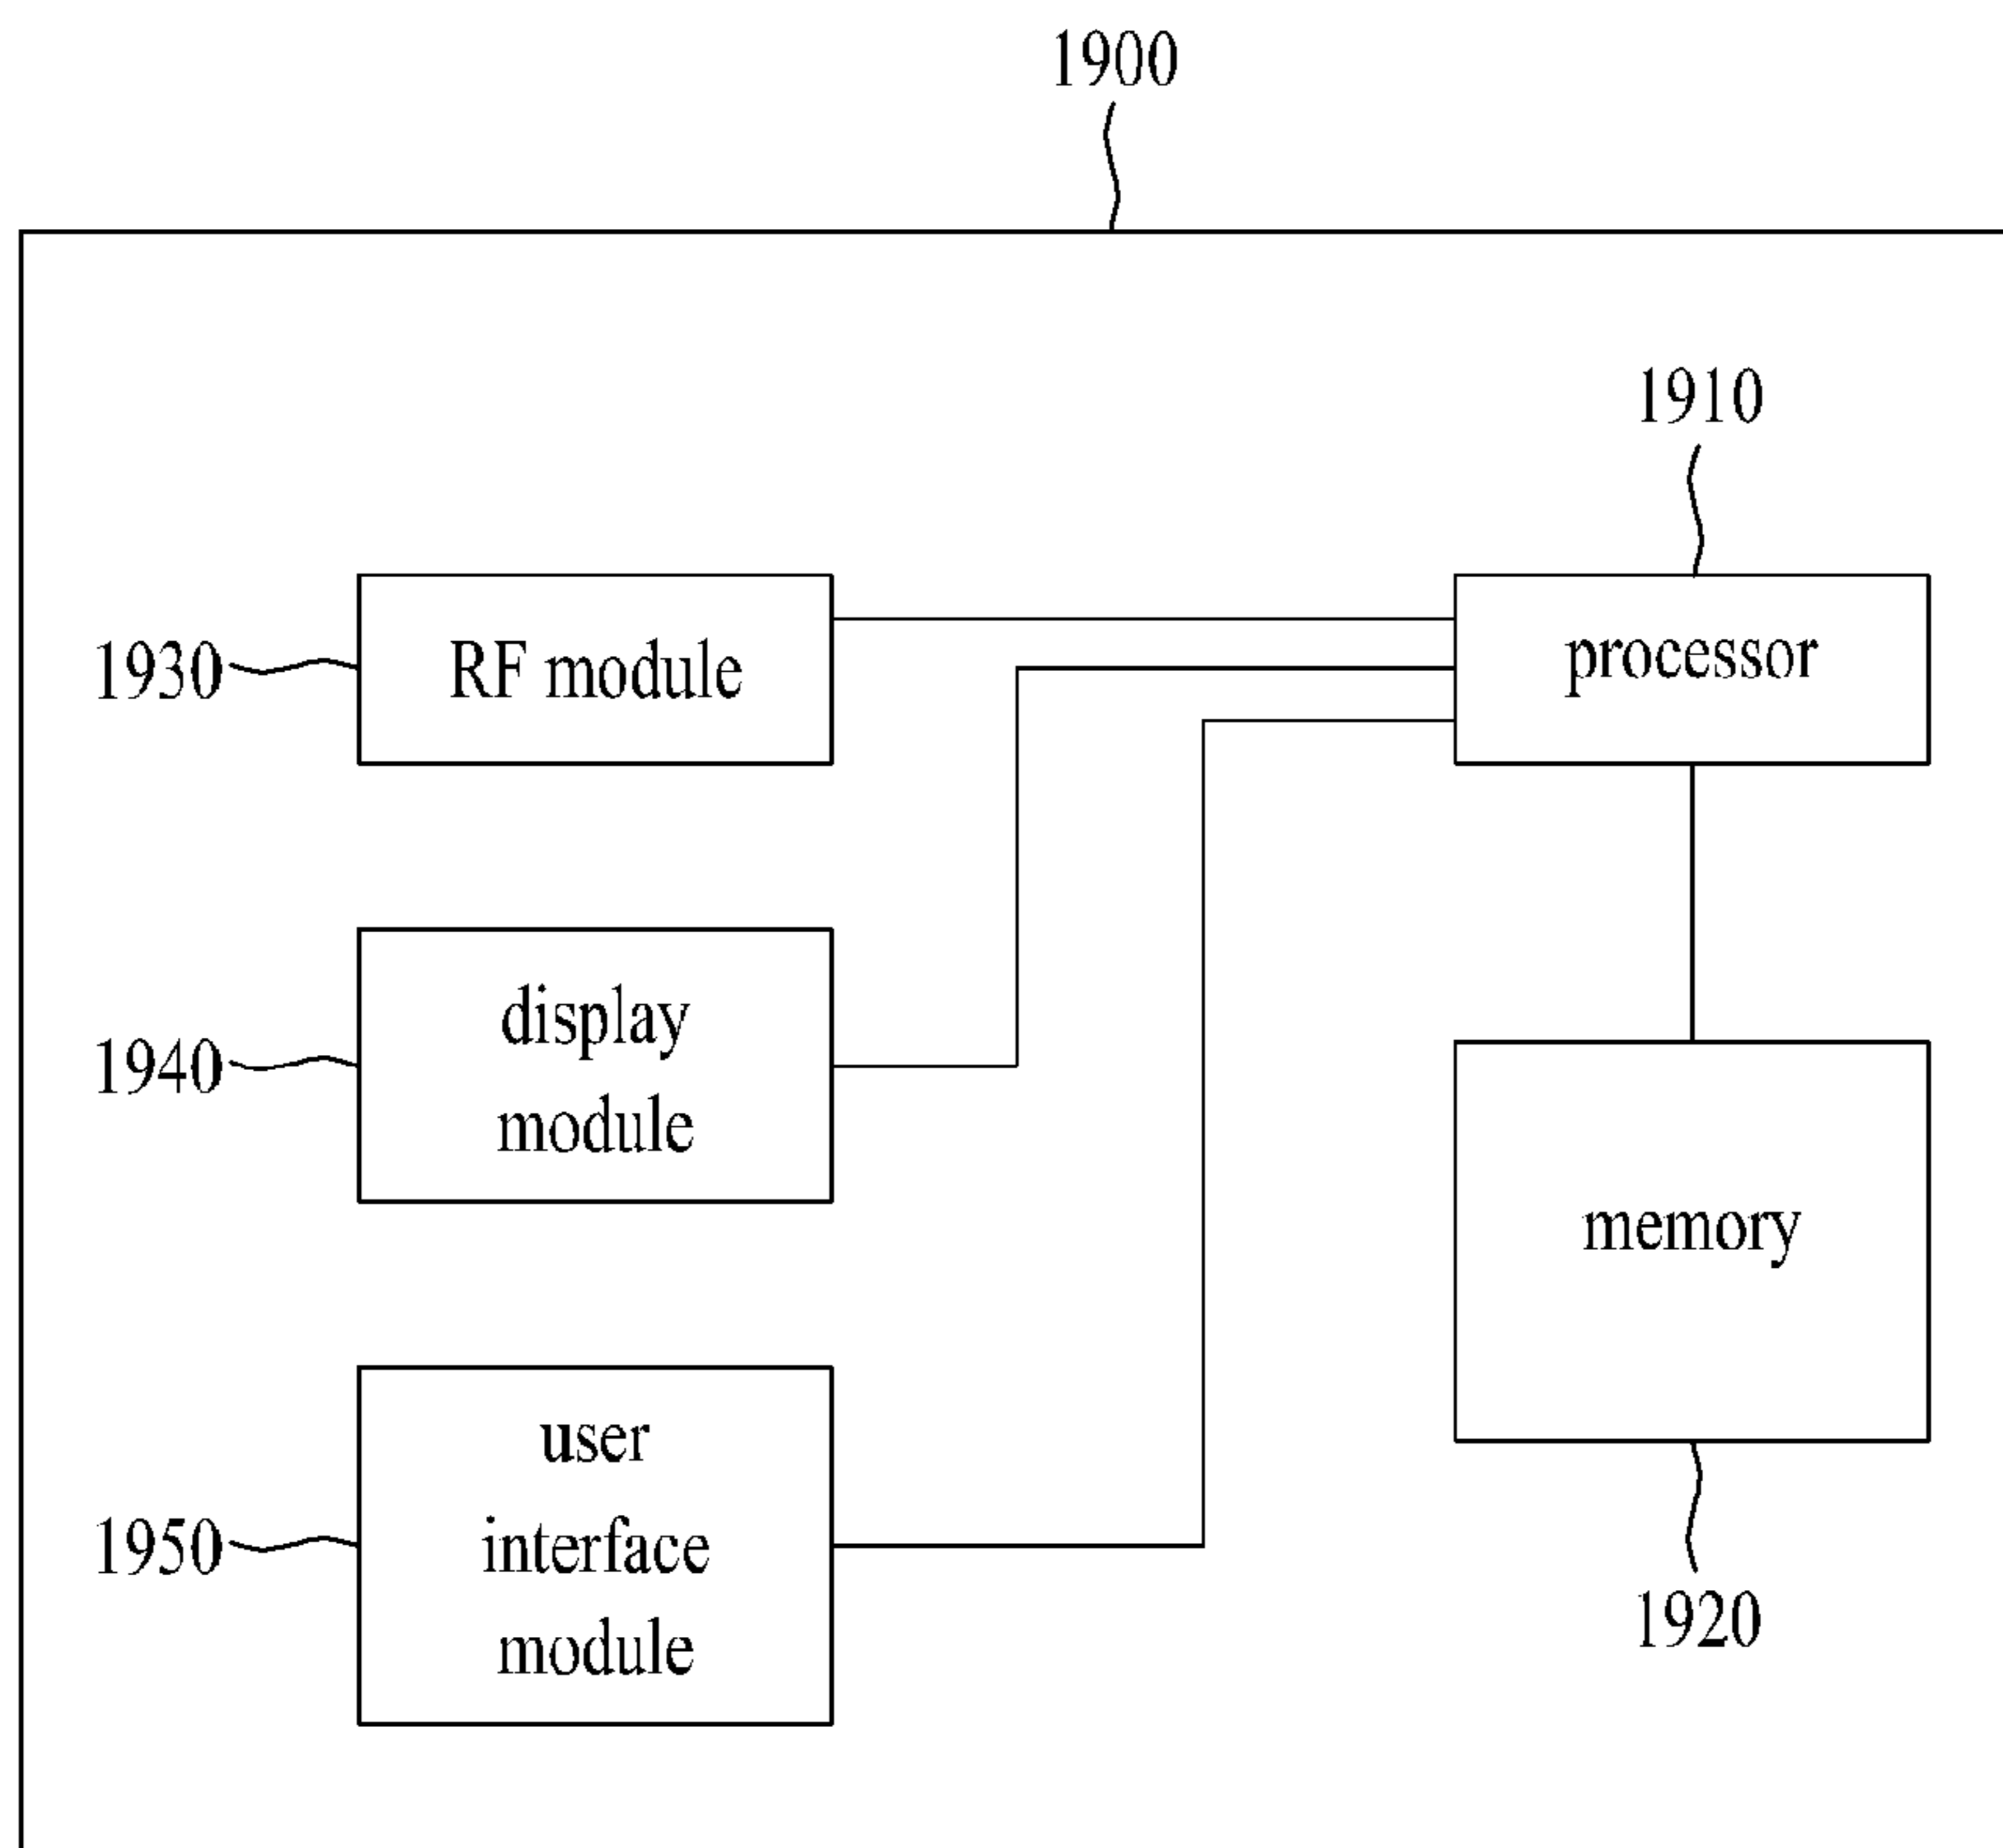 1900
1910
1930
RF module
processor
1940
display
module
memory
1950
user
interface
module
1920